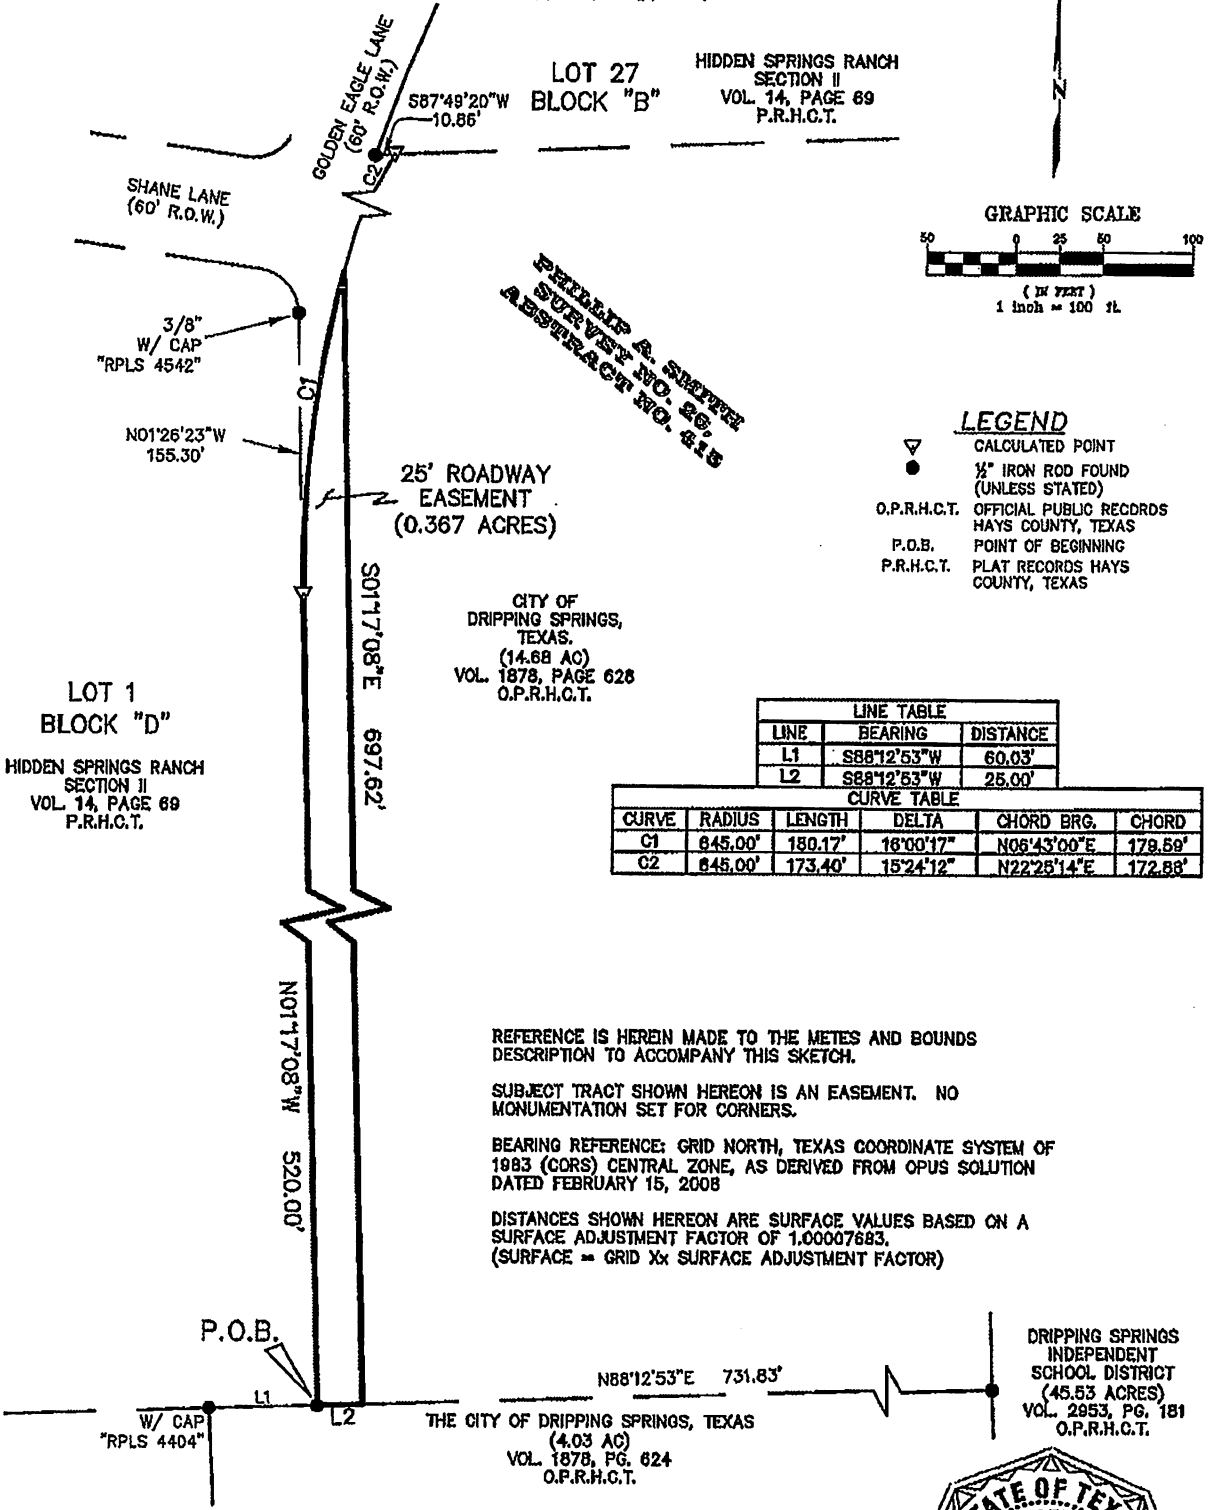 GOLDEN EAGLE LANE
(60' R.O.W.)
S87°49'20"W
10.86'
LOT 27
BLOCK "B"
HIDDEN SPRINGS RANCH
SECTION II
VOL. 14, PAGE 69
P.R.H.C.T.
N
C2
SHANE LANE
(60' R.O.W.)
GRAPHIC SCALE
50 0 25 50 100
( IN FEET )
1 inch = 100 ft.
PHILLIP A. SMITH
SURVEY NO. 26,
ABSTRACT NO. 415
3/8"
W/ CAP
"RPLS 4542"
C1
N01°26'23"W
155.30'
25' ROADWAY
EASEMENT
(0.367 ACRES)
LEGEND
CALCULATED POINT
½" IRON ROD FOUND
(UNLESS STATED)
O.P.R.H.C.T. OFFICIAL PUBLIC RECORDS
HAYS COUNTY, TEXAS
P.O.B. POINT OF BEGINNING
P.R.H.C.T. PLAT RECORDS HAYS
COUNTY, TEXAS
S01°17'08"E 697.62'
CITY OF
DRIPPING SPRINGS,
TEXAS.
(14.68 AC)
VOL. 1878, PAGE 628
O.P.R.H.C.T.
LOT 1
BLOCK "D"
HIDDEN SPRINGS RANCH
SECTION II
VOL. 14, PAGE 69
P.R.H.C.T.
LINE TABLE
LINE BEARING DISTANCE
L1 S88°12'53"W 60.03'
L2 S88°12'53"W 25.00'
CURVE TABLE
CURVE RADIUS LENGTH DELTA CHORD BRG. CHORD
C1 645.00' 180.17' 16°00'17" N06°43'00"E 179.59'
C2 645.00' 173.40' 15°24'12" N22°25'14"E 172.88'
N01°17'08"W 520.00'
REFERENCE IS HEREIN MADE TO THE METES AND BOUNDS
DESCRIPTION TO ACCOMPANY THIS SKETCH.
SUBJECT TRACT SHOWN HEREON IS AN EASEMENT. NO
MONUMENTATION SET FOR CORNERS.
BEARING REFERENCE: GRID NORTH, TEXAS COORDINATE SYSTEM OF
1983 (CORS) CENTRAL ZONE, AS DERIVED FROM OPUS SOLUTION
DATED FEBRUARY 15, 2008
DISTANCES SHOWN HEREON ARE SURFACE VALUES BASED ON A
SURFACE ADJUSTMENT FACTOR OF 1.00007683.
(SURFACE = GRID Xx SURFACE ADJUSTMENT FACTOR)
P.O.B.
L1
L2
W/ CAP
"RPLS 4404"
N88°12'53"E 731.83'
THE CITY OF DRIPPING SPRINGS, TEXAS
(4.03 AC)
VOL. 1878, PG. 624
O.P.R.H.C.T.
DRIPPING SPRINGS
INDEPENDENT
SCHOOL DISTRICT
(45.53 ACRES)
VOL. 2953, PG. 181
O.P.R.H.C.T.